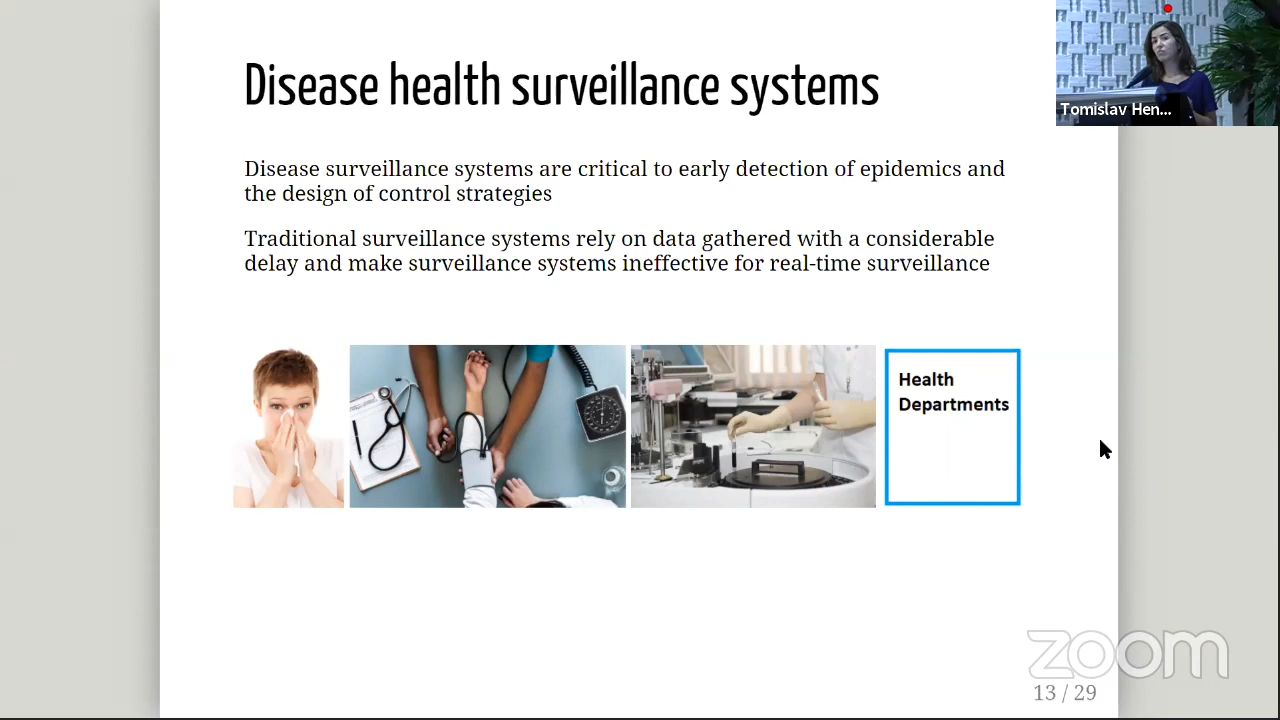 Disease health surveillance systems
Tomislav Hen...
Disease surveillance systems are critical to early detection of epidemics and
the design of control strategies
Traditional surveillance systems rely on data gathered with a considerable
delay and make surveillance systems ineffective for real-time surveillance
Health
Departments
zoom
13 / 29